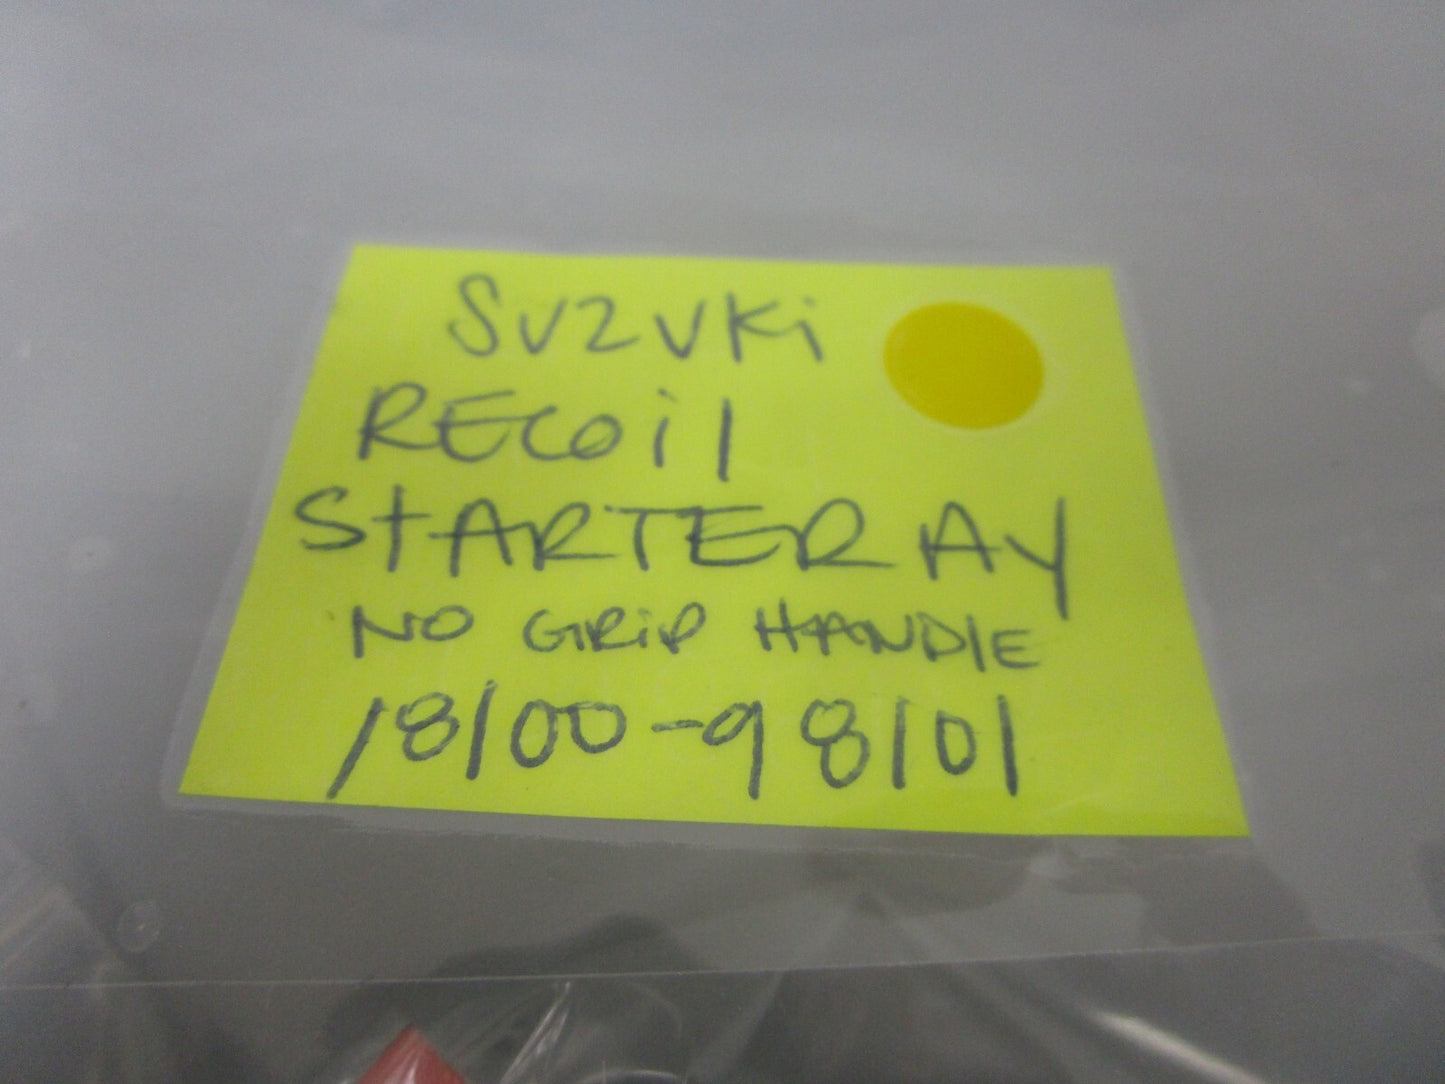 SUZUKi
RECOil
StARTER AY
NO GRiP HANDlE
18100-98101